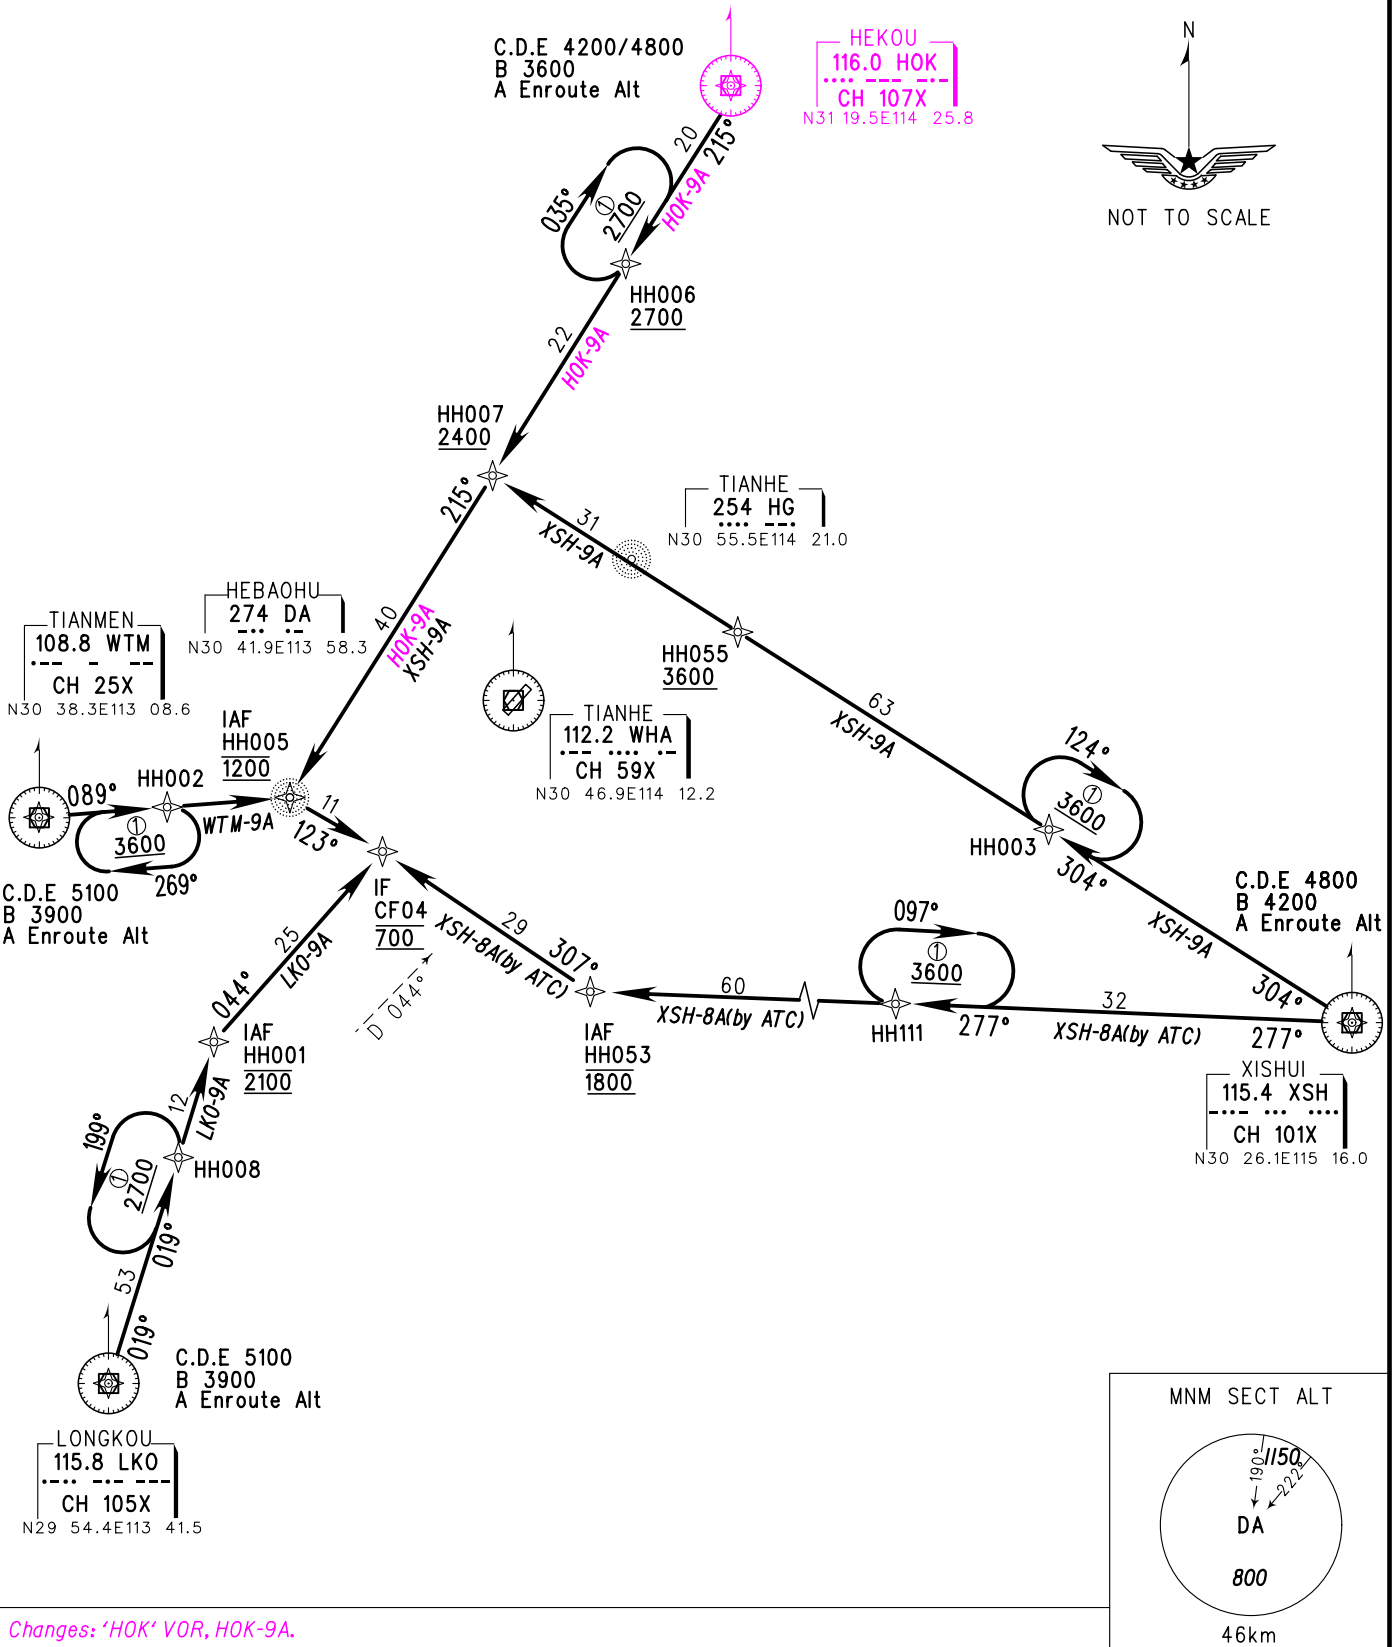 C.D.E 4200/4800
B 3600
A Enroute Alt
HEKOU
116.0 HOK
CH 107X
N31 19.5E114 25.8
N
NOT TO SCALE
20
215°
HOK-9A
035°
①
2700
HH006
2700
22
HOK-9A
HH007
2400
215°
TIANHE
254 HG
N30 55.5E114 21.0
31
XSH-9A
HEBAOHU
274 DA
N30 41.9E113 58.3
40
HOK-9A
XSH-9A
TIANMEN
108.8 WTM
CH 25X
N30 38.3E113 08.6
HH055
3600
63
XSH-9A
TIANHE
112.2 WHA
CH 59X
N30 46.9E114 12.2
IAF
HH005
1200
HH002
089°
WTM-9A
①
3600
269°
11
123°
C.D.E 5100
B 3900
A Enroute Alt
IF
CF04
700
124°
①
3600
HH003
304°
XSH-9A
304°
C.D.E 4800
B 4200
A Enroute Alt
25
LKO-9A
044°
D 044°
29
XSH-8A(by ATC)
307°
IAF
HH053
1800
60
XSH-8A(by ATC)
097°
①
3600
HH111
277°
32
XSH-8A(by ATC)
277°
XISHUI
115.4 XSH
CH 101X
N30 26.1E115 16.0
IAF
HH001
2100
12
LKO-9A
199°
①
2700
HH008
019°
53
019°
C.D.E 5100
B 3900
A Enroute Alt
LONGKOU
115.8 LKO
CH 105X
N29 54.4E113 41.5
MNM SECT ALT
190°
1150
222°
DA
800
46km
Changes: 'HOK' VOR, HOK-9A.